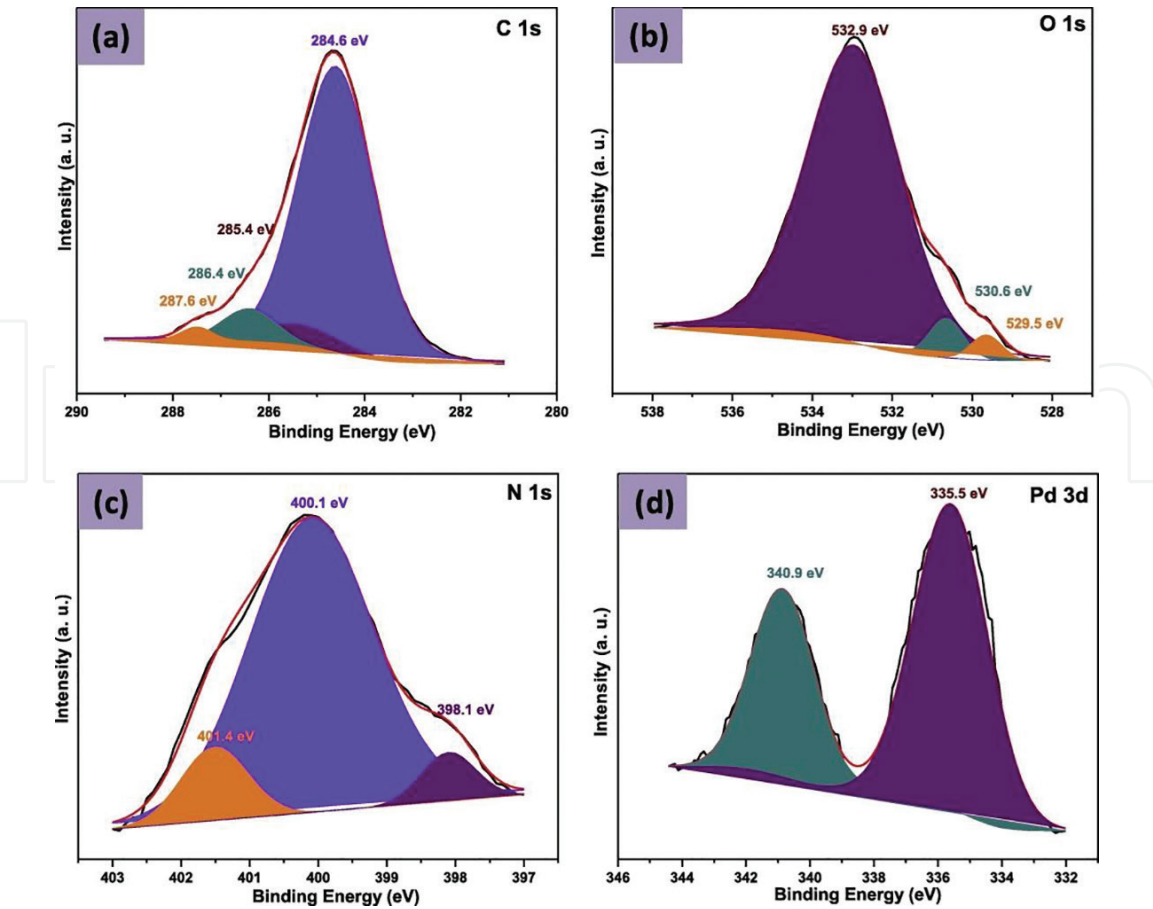 (a)
C 1s
284.6 eV
285.4 eV
286.4 eV
287.6 eV
Intensity (a. u.)
290 288 286 284 282 280
Binding Energy (eV)
(b)
O 1s
532.9 eV
530.6 eV
529.5 eV
Intensity (a. u.)
538 536 534 532 530 528
Binding Energy (eV)
(c)
N 1s
400.1 eV
398.1 eV
401.4 eV
Intensity (a. u.)
403 402 401 400 399 398 397
Binding Energy (eV)
(d)
Pd 3d
335.5 eV
340.9 eV
Intensity (a. u.)
346 344 342 340 338 336 334 332
Binding Energy (eV)